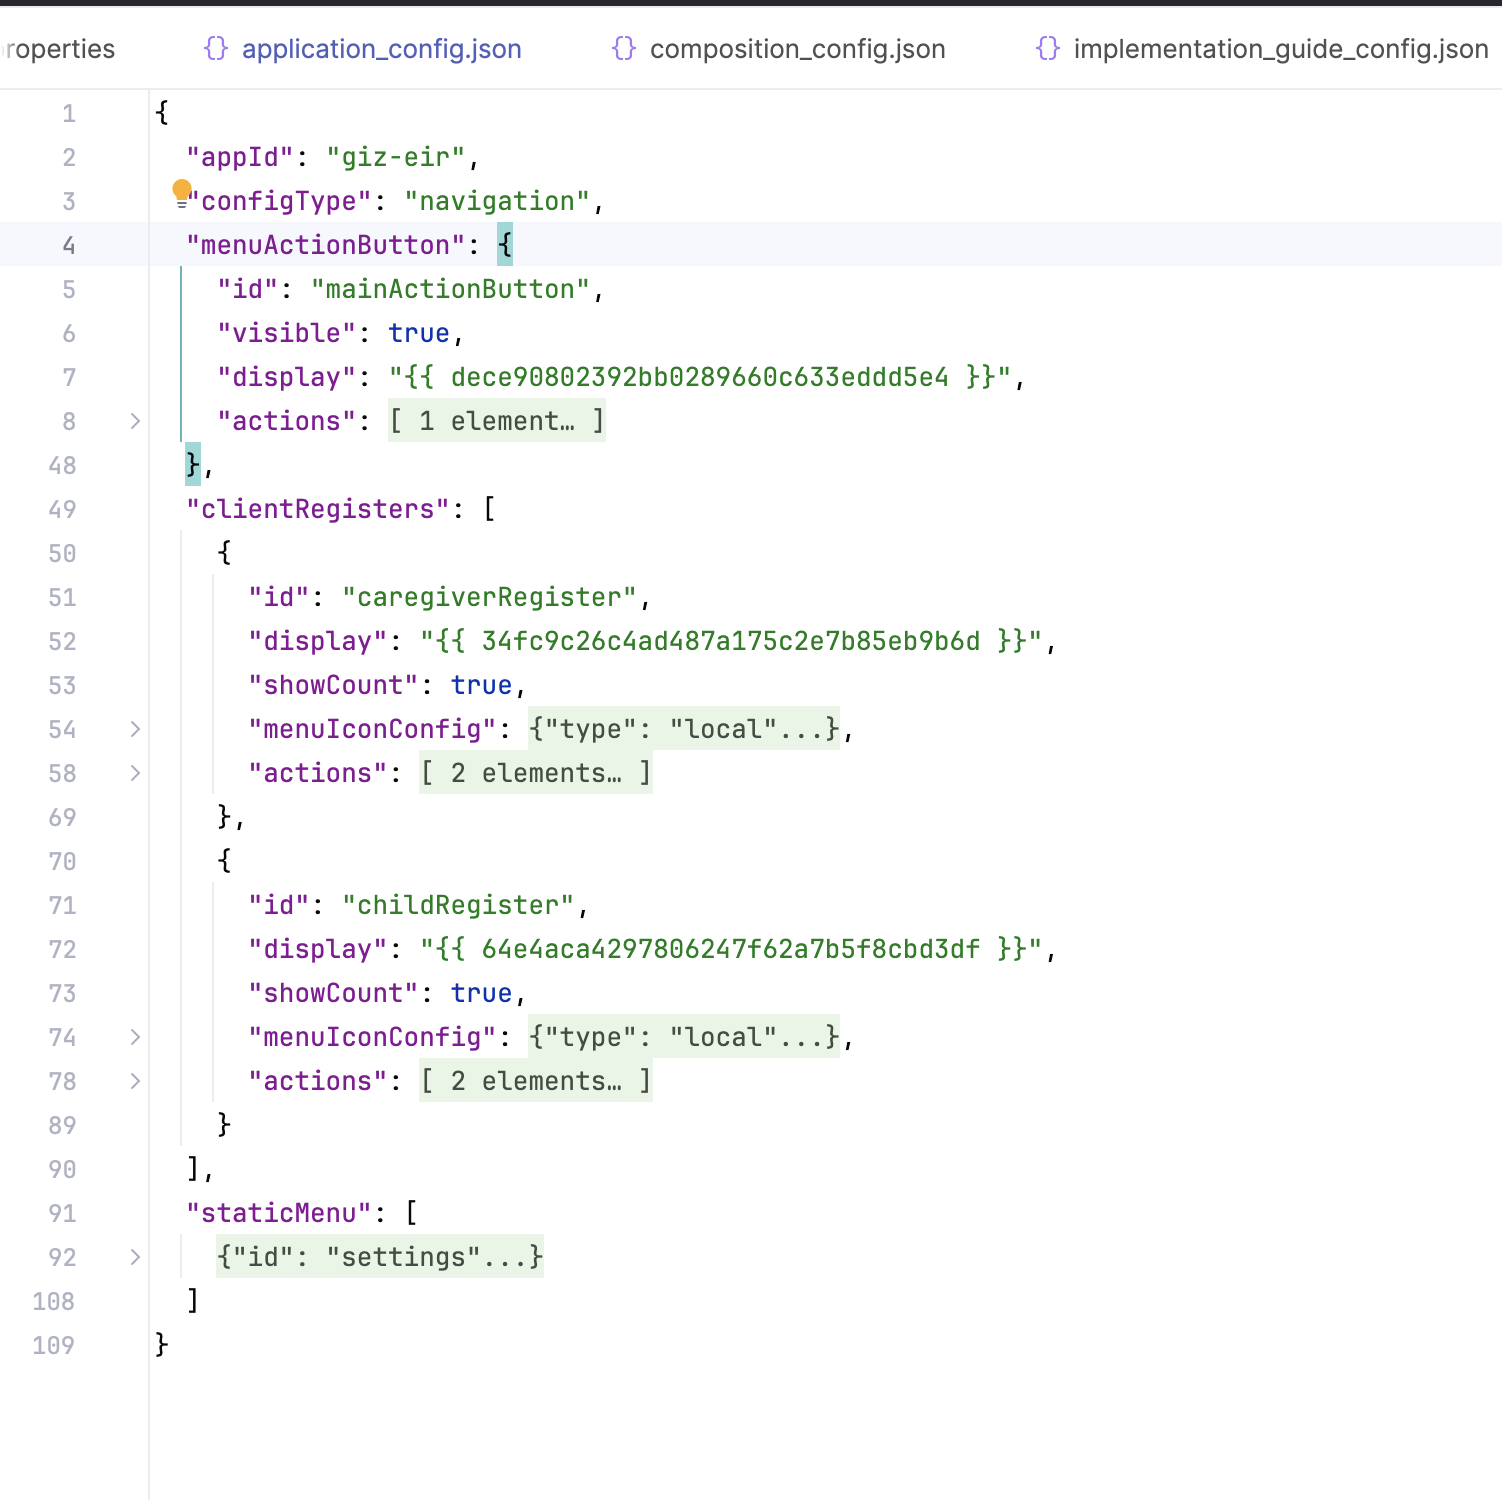 roperties {} application_config.json {} composition_config.json {} implementation_guide_config.json
1 {
2 "appId": "giz-eir",
3 "configType": "navigation",
4 "menuActionButton": {
5 "id": "mainActionButton",
6 "visible": true,
7 "display": "{{ dece90802392bb0289660c633eddd5e4 }}",
8 "actions": [ 1 element… ]
48 },
49 "clientRegisters": [
50 {
51 "id": "caregiverRegister",
52 "display": "{{ 34fc9c26c4ad487a175c2e7b85eb9b6d }}",
53 "showCount": true,
54 "menuIconConfig": {"type": "local"...},
58 "actions": [ 2 elements… ]
69 },
70 {
71 "id": "childRegister",
72 "display": "{{ 64e4aca4297806247f62a7b5f8cbd3df }}",
73 "showCount": true,
74 "menuIconConfig": {"type": "local"...},
78 "actions": [ 2 elements… ]
89 }
90 ],
91 "staticMenu": [
92 {"id": "settings"...}
108 ]
109 }